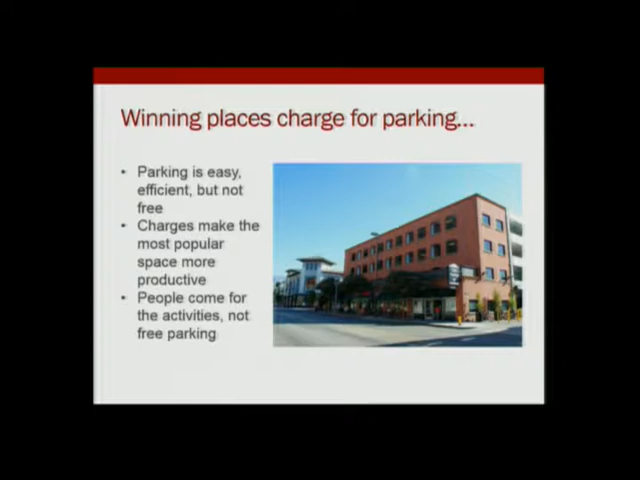 Winning places charge for parking...
• Parking is easy,
efficient, but not
free
• Charges make the
most popular
space more
productive
• People come for
the activities, not
free parking